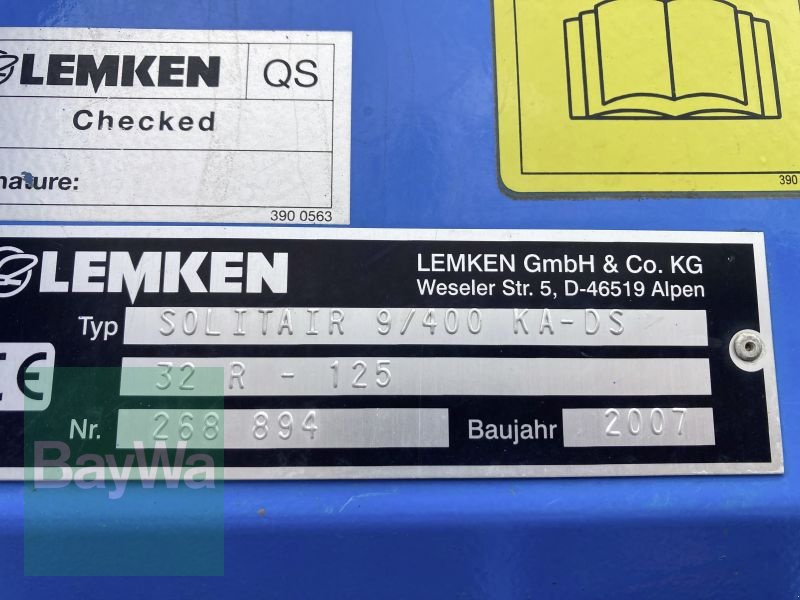 LEMKEN QS
Checked
nature:
390 0563
390
LEMKEN
LEMKEN GmbH & Co. KG
Weseler Str. 5, D-46519 Alpen
Typ SOLITAIR 9/400 KA-DS
32 R - 125
CE
Nr. 268 894 Baujahr 2007
BayWa